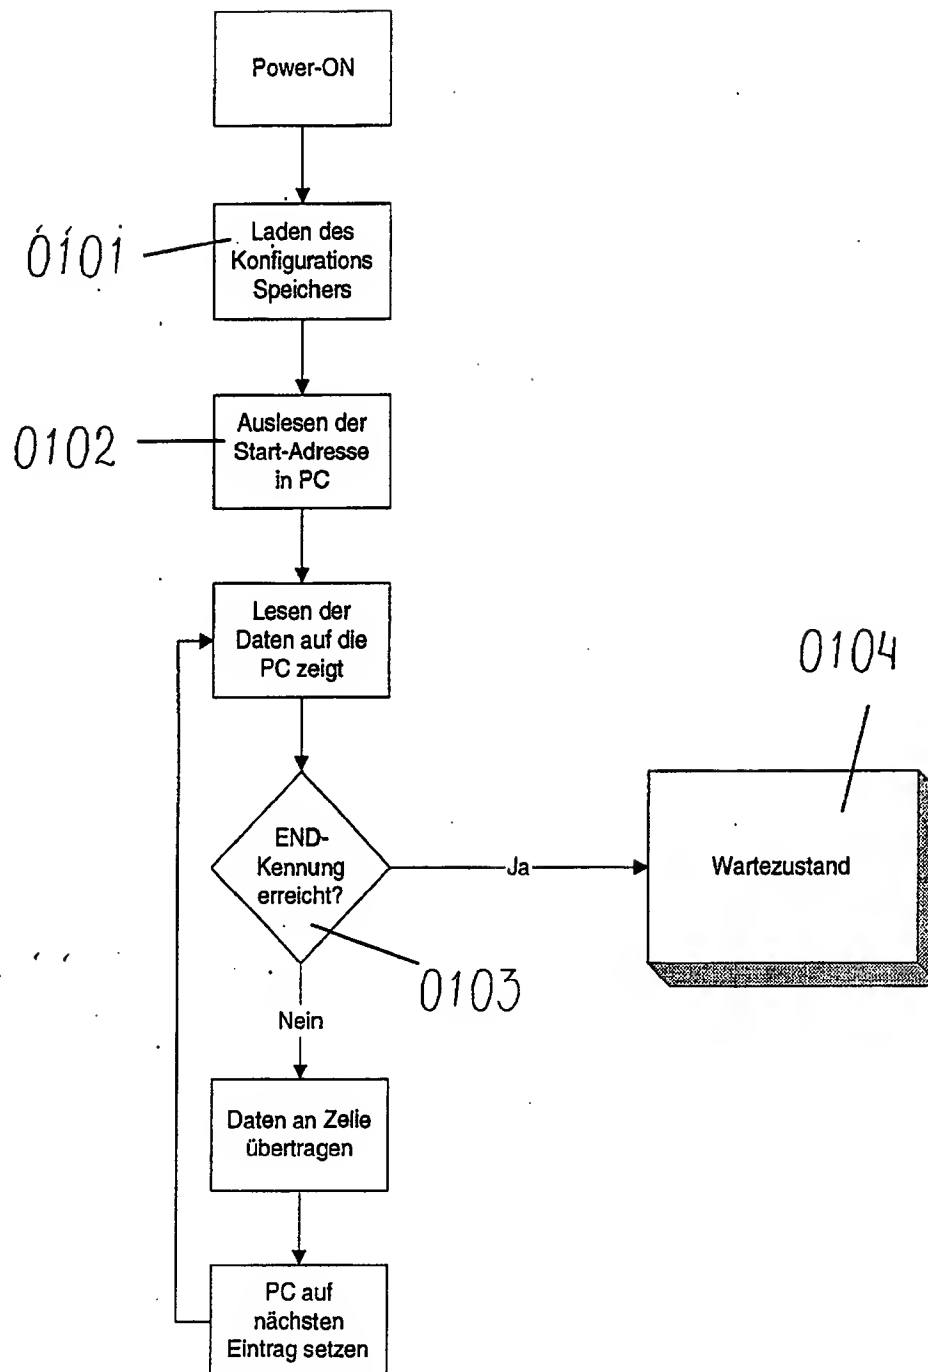 Power-ON
0101
Laden des
Konfigurations
Speichers
0102
Auslesen der
Start-Adresse
in PC
Lesen der
Daten auf die
PC zeigt
0104
END-
Kennung
erreicht?
Ja
Wartezustand
0103
Nein
Daten an Zelle
übertragen
PC auf
nächsten
Eintrag setzen